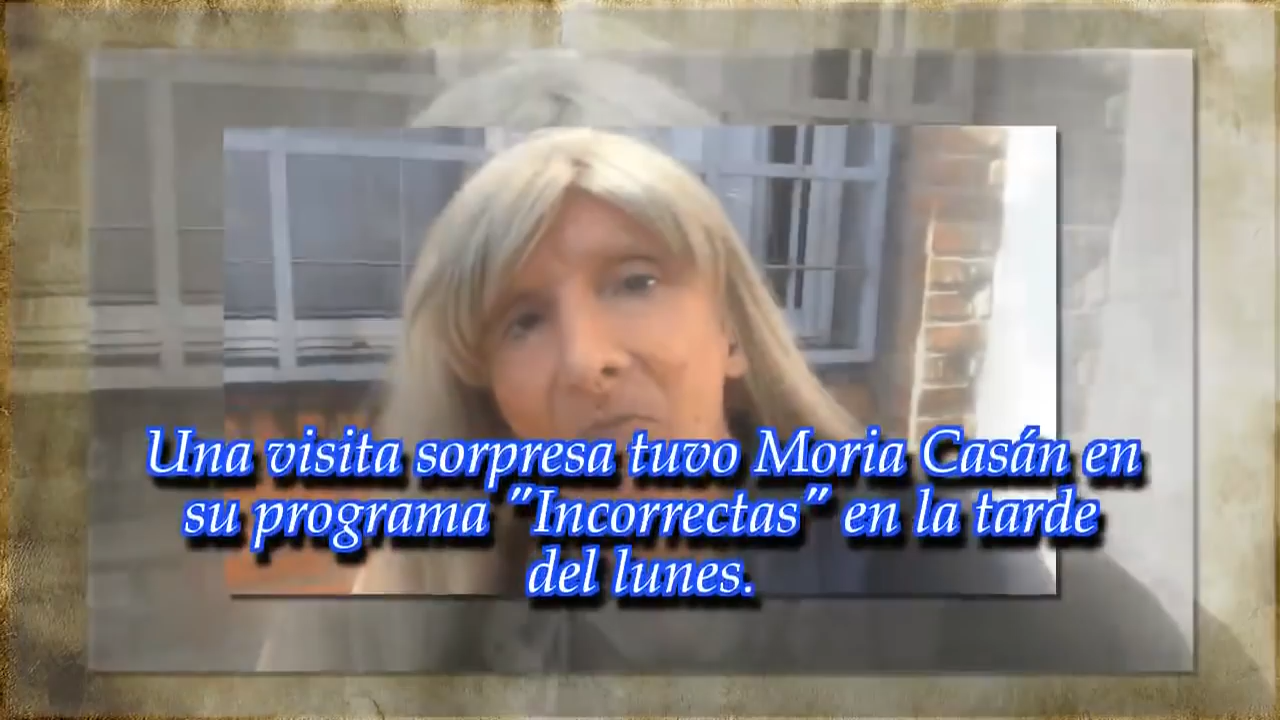 Una visita sorpresa tuvo Moria Casán en
su programa "Incorrectas" en la tarde
del lunes.